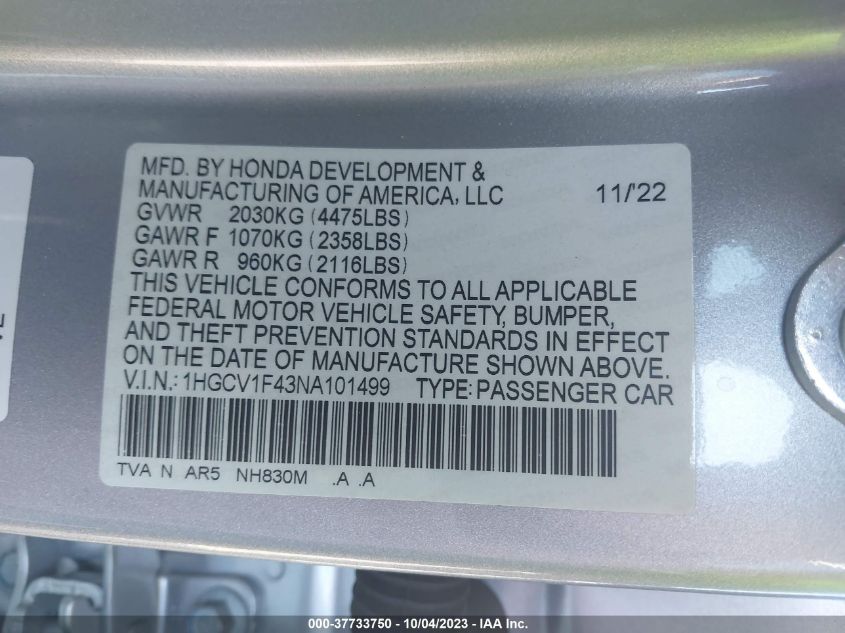 MFD. BY HONDA DEVELOPMENT &
MANUFACTURING OF AMERICA, LLC 11/'22
GVWR 2030KG (4475LBS)
GAWR F 1070KG (2358LBS)
GAWR R 960KG (2116LBS)
THIS VEHICLE CONFORMS TO ALL APPLICABLE
FEDERAL MOTOR VEHICLE SAFETY, BUMPER,
AND THEFT PREVENTION STANDARDS IN EFFECT
ON THE DATE OF MANUFACTURE SHOWN ABOVE.
V.I.N.: 1HGCV1F43NA101499 TYPE: PASSENGER CAR
TVA N AR5 NH830M .A .A
000-37733750 - 10/04/2023 - IAA Inc.